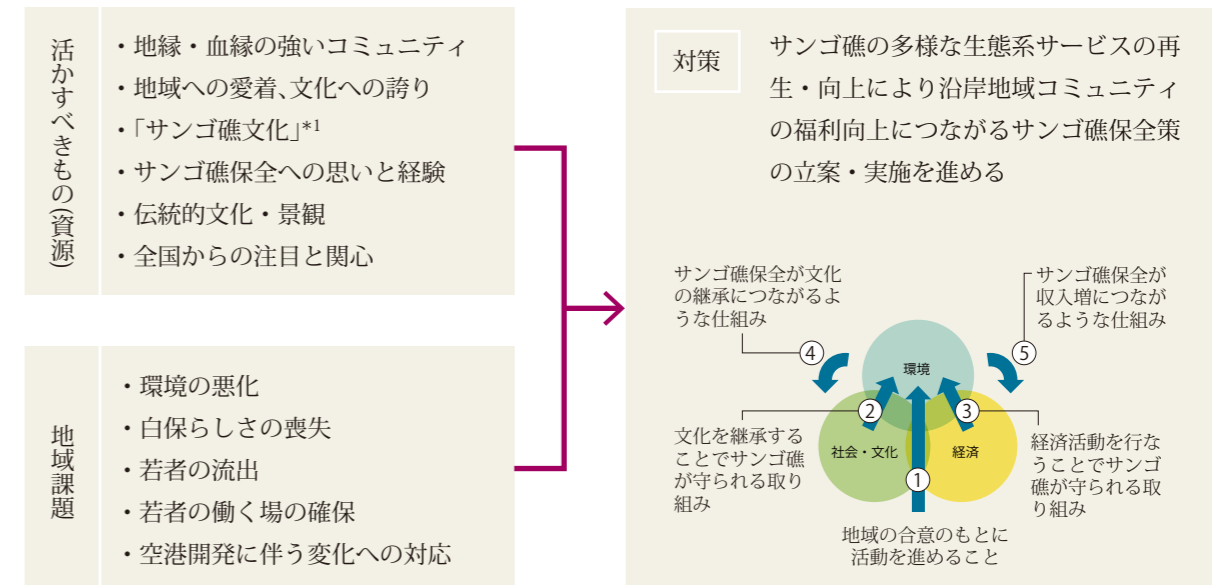 活かすべきもの(資源)
・地縁・血縁の強いコミュニティ
・地域への愛着、文化への誇り
・「サンゴ礁文化」*1
・サンゴ礁保全への思いと経験
・伝統的文化・景観
・全国からの注目と関心
地域課題
・環境の悪化
・白保らしさの喪失
・若者の流出
・若者の働く場の確保
・空港開発に伴う変化への対応
対策
サンゴ礁の多様な生態系サービスの再
生・向上により沿岸地域コミュニティ
の福利向上につながるサンゴ礁保全策
の立案・実施を進める
サンゴ礁保全が文化
の継承につながるよ
うな仕組み
サンゴ礁保全が
収入増につなが
るような仕組み
④
⑤
環境
②
③
文化を継承する
ことでサンゴ礁
が守られる取り
組み
社会・文化
経済
経済活動を行な
うことでサンゴ
礁が守られる取
り組み
①
地域の合意のもとに
活動を進めること